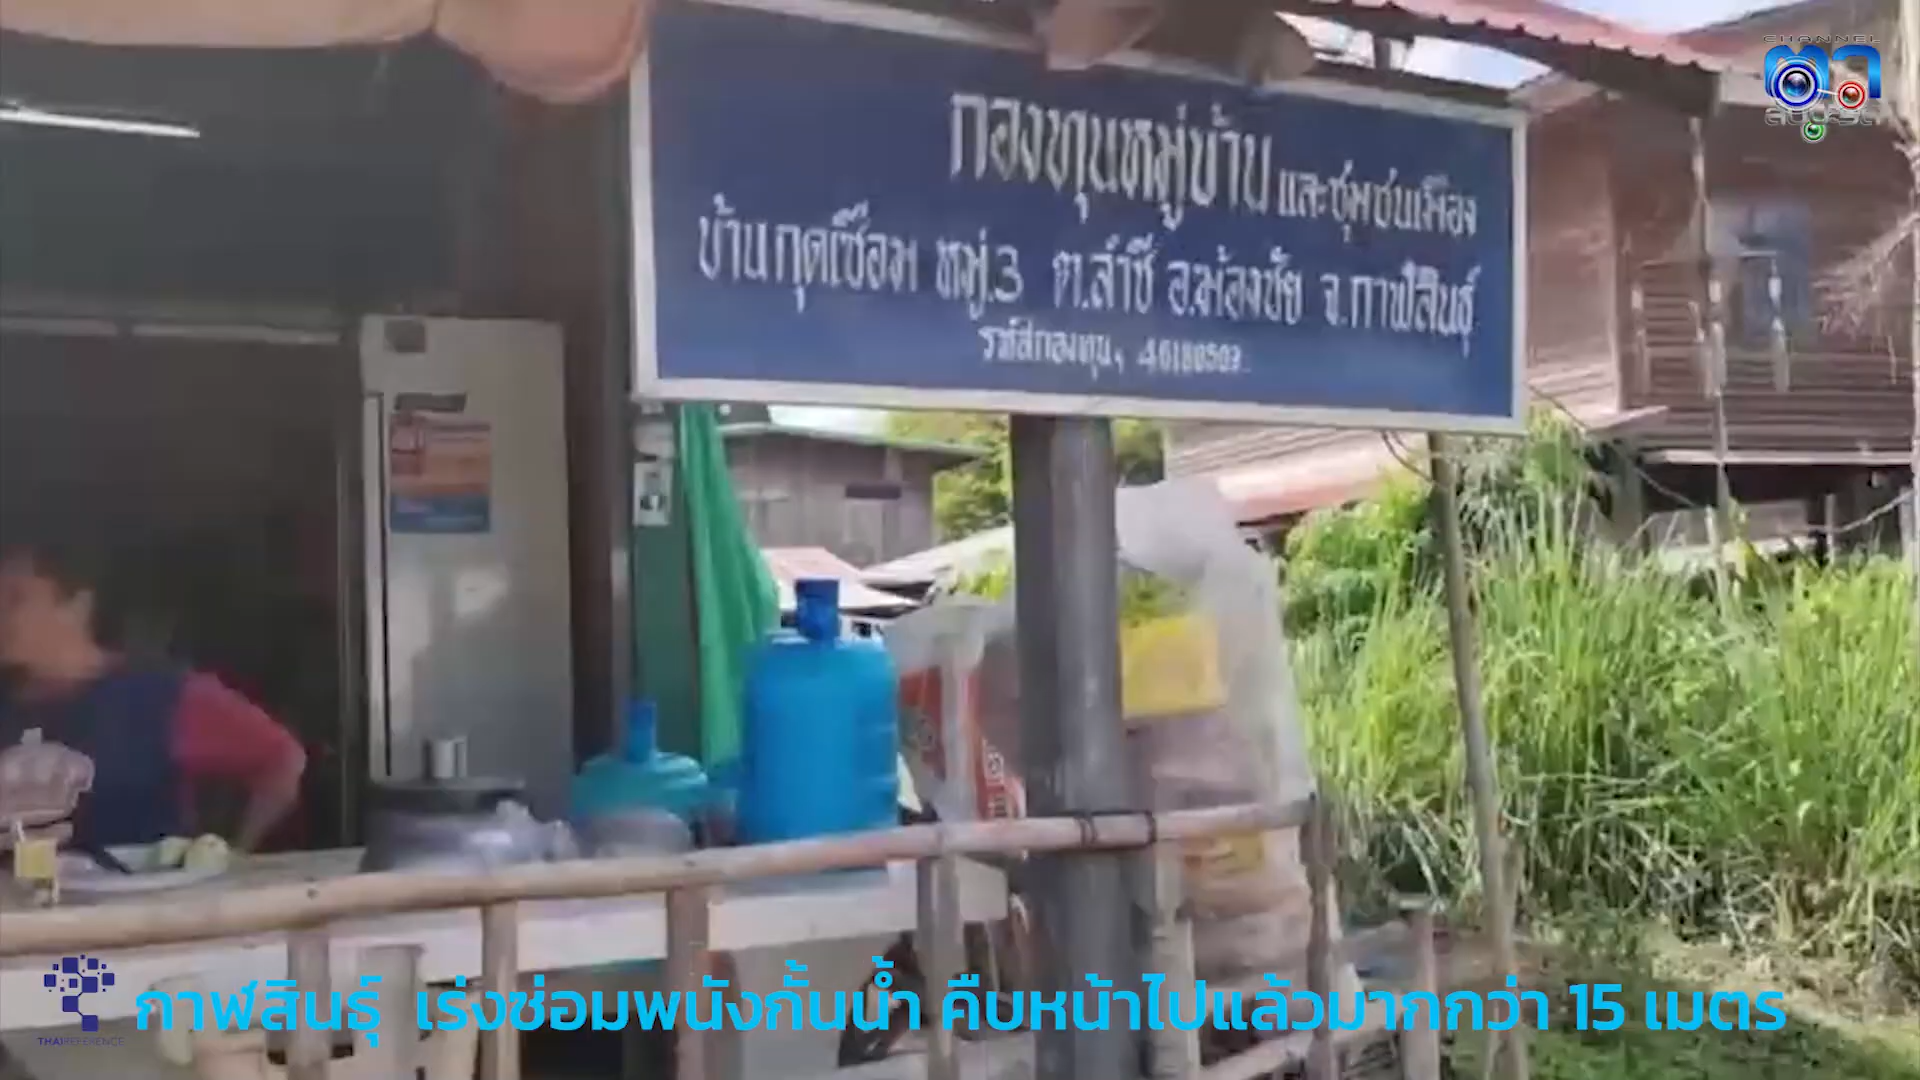 CHANNEL
กองทุนหมู่บ้าน และชุมชนเมือง
บ้านกุดเชือม หมู่.3 ต.ลำชี อ.ฆ้องชัย จ.กาฬสินธุ์
รหัสกองทุน, 46180503
กาฬสินธุ์ เร่งซ่อมพนังกั้นน้ำ คืบหน้าไปแล้วมากกว่า 15 เมตร
THAIREFERENCE